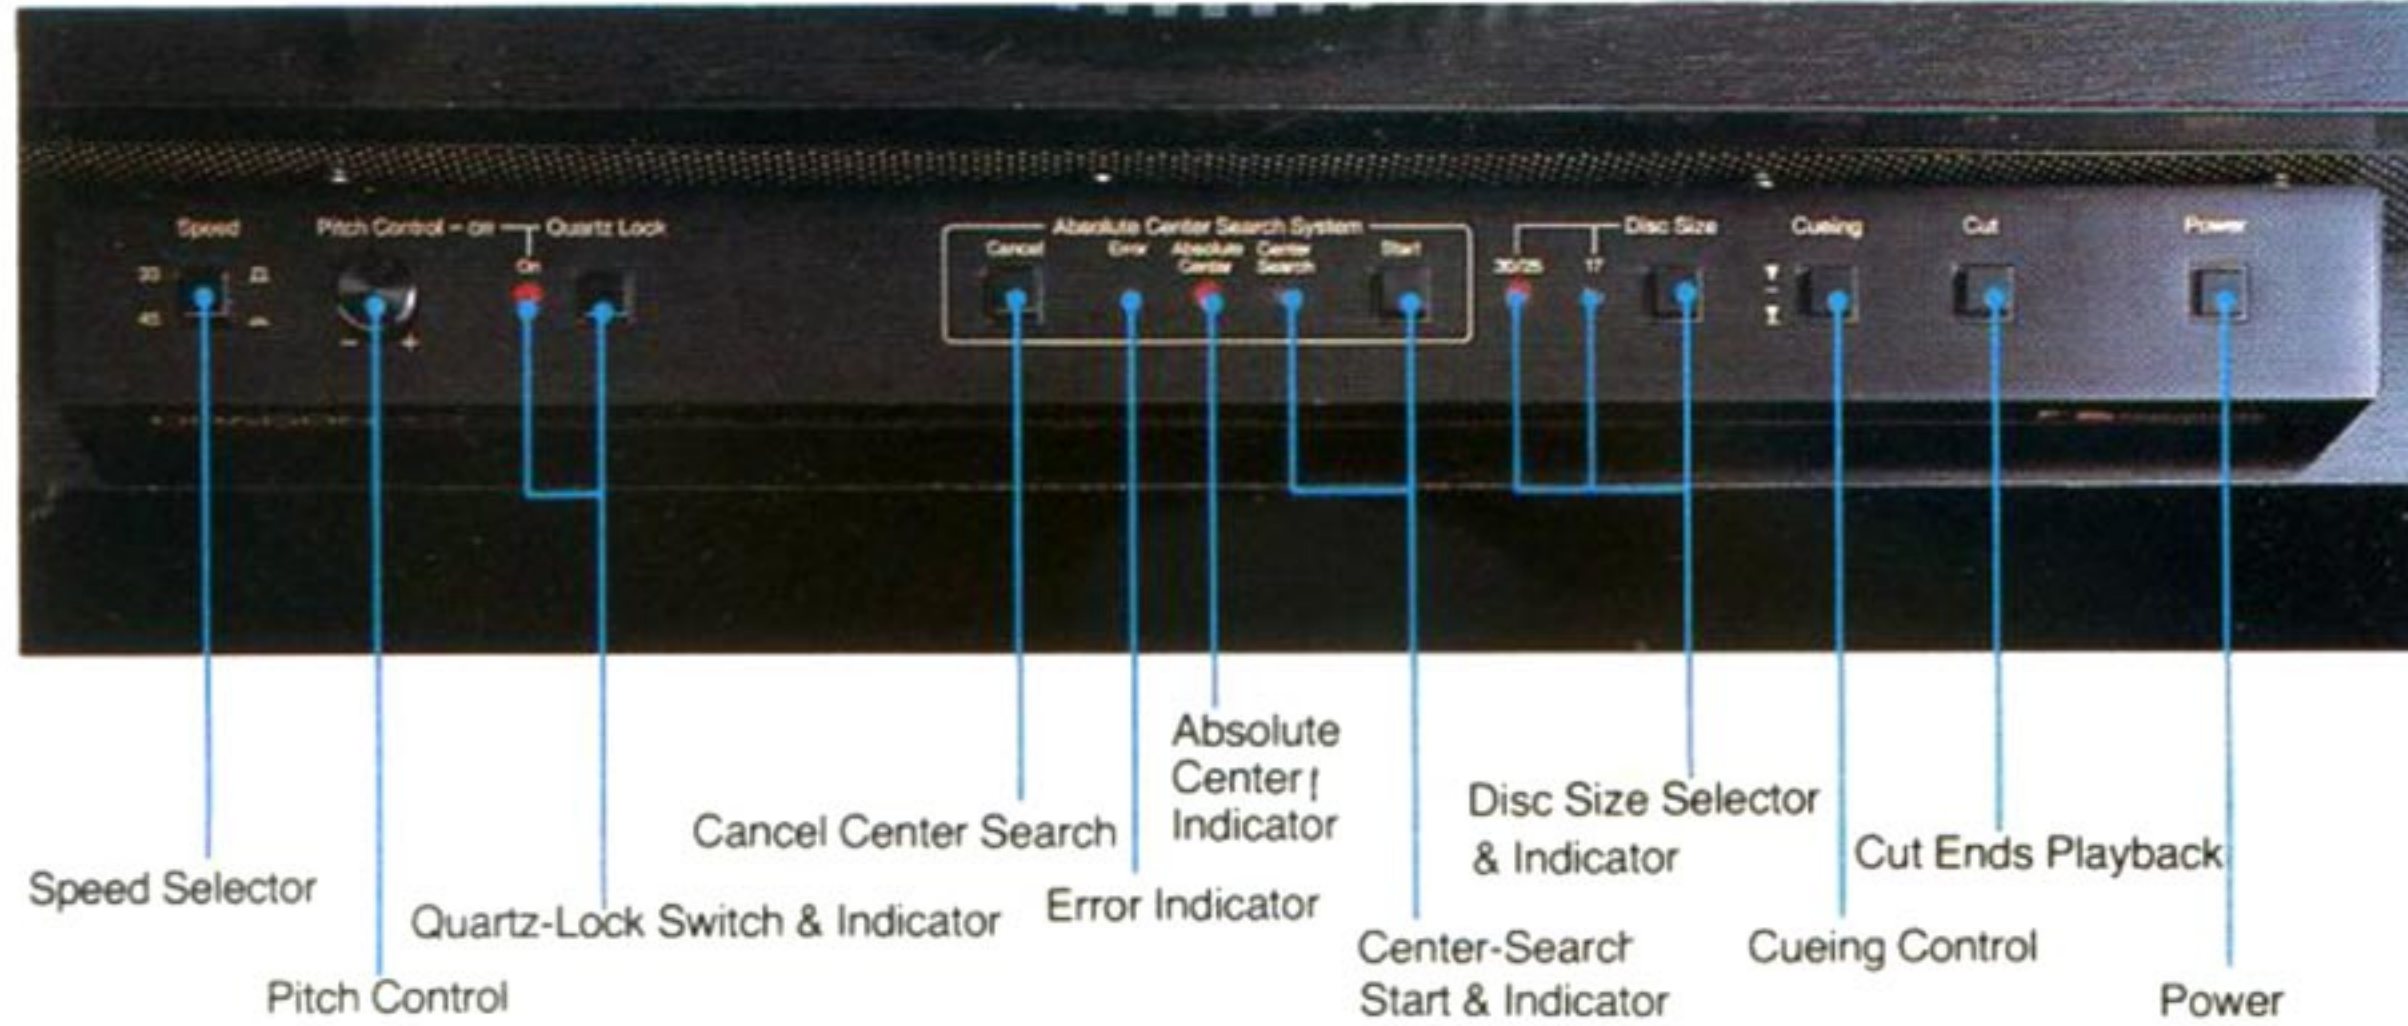 Speed
Pitch Control - Off
Quartz Lock
On
33
45
- +
Absolute Center Search System
Cancel
Error
Absolute
Center
Center
Search
Start
30/25
17
Disc Size
Cueing
Cut
Power
Absolute
Center
Indicator
Disc Size Selector
& Indicator
Cancel Center Search
Cut Ends Playback
Speed Selector
Quartz-Lock Switch & Indicator
Error Indicator
Center-Search
Start & Indicator
Cueing Control
Pitch Control
Power